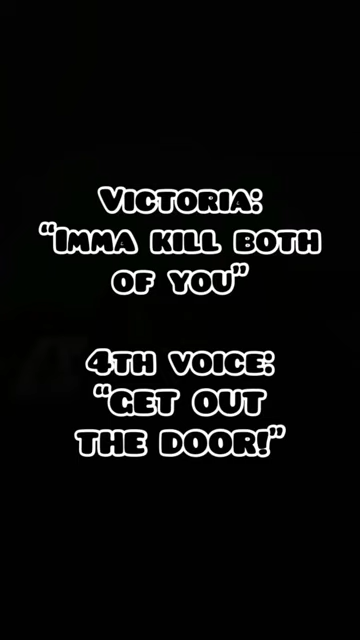 Victoria:
"Imma kill both
of you"
4th voice:
"GET OUT
THE DOOR!"